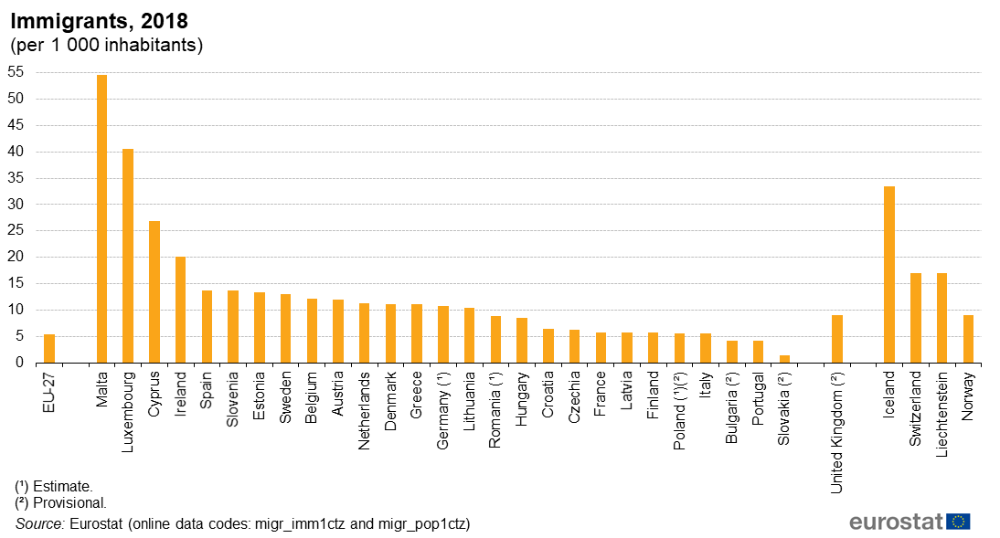 Immigrants, 2018
(per 1 000 inhabitants)
55
50
45
40
35
30
25
20
15
10
5
0
EU-27
Malta
Luxembourg
Cyprus
Ireland
Spain
Slovenia
Estonia
Sweden
Belgium
Austria
Netherlands
Denmark
Greece
Germany (¹)
Lithuania
Romania (¹)
Hungary
Croatia
Czechia
France
Latvia
Finland
Poland (¹)(²)
Italy
Bulgaria (²)
Portugal
Slovakia (²)
United Kingdom (²)
Iceland
Switzerland
Liechtenstein
Norway
(¹) Estimate.
(²) Provisional.
Source: Eurostat (online data codes: migr_imm1ctz and migr_pop1ctz)
eurostat